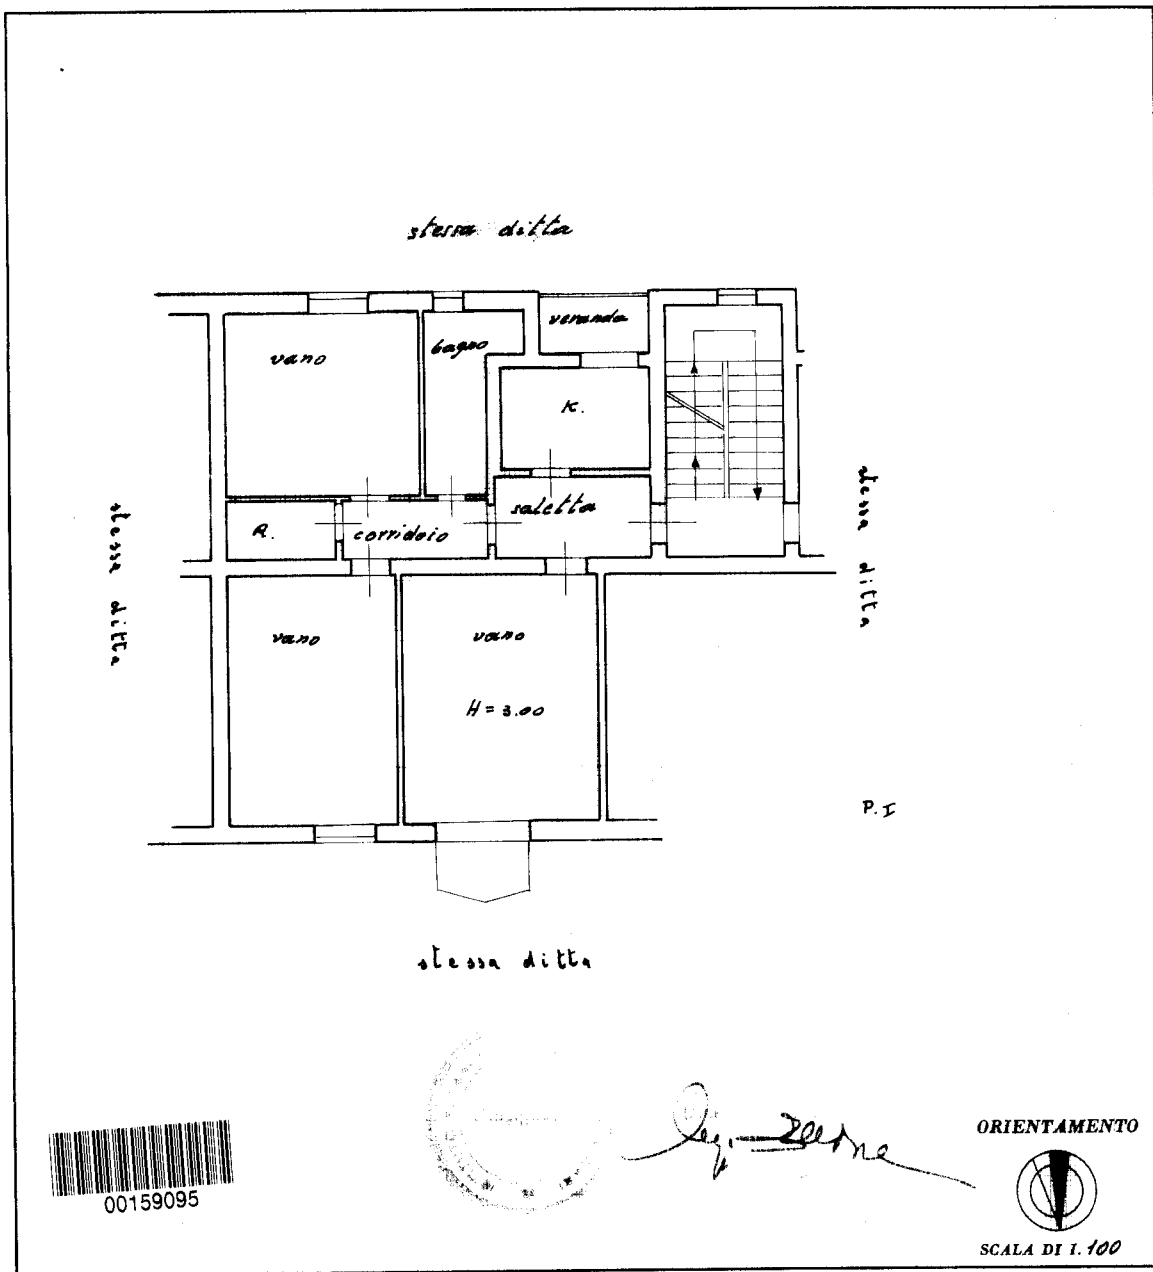 stessa ditta
veranda
bagno
vano
K.
saletta
R.
corridoio
stessa ditta
stessa ditta
vano
vano
H = 3.00
P. I
stessa ditta
ORIENTAMENTO
00159095
SCALA DI 1. 100